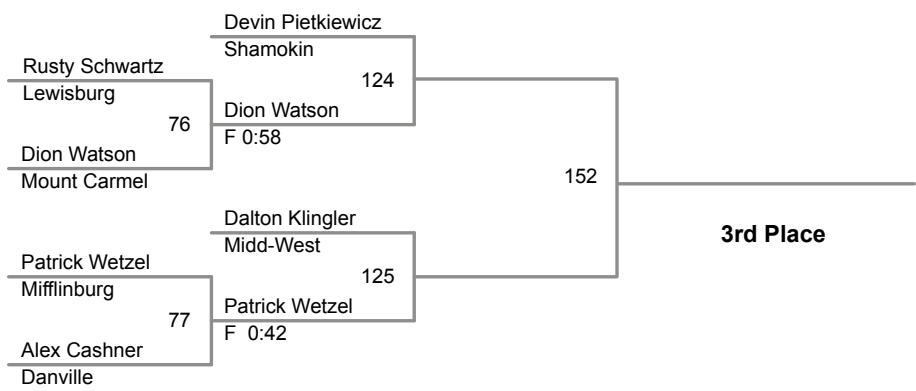 Devin Pietkiewicz
Shamokin
Rusty Schwartz
Lewisburg
124
76
Dion Watson
F 0:58
Dion Watson
Mount Carmel
152
Dalton Klingler
Midd-West
3rd Place
Patrick Wetzel
Mifflinburg
125
77
Patrick Wetzel
F 0:42
Alex Cashner
Danville